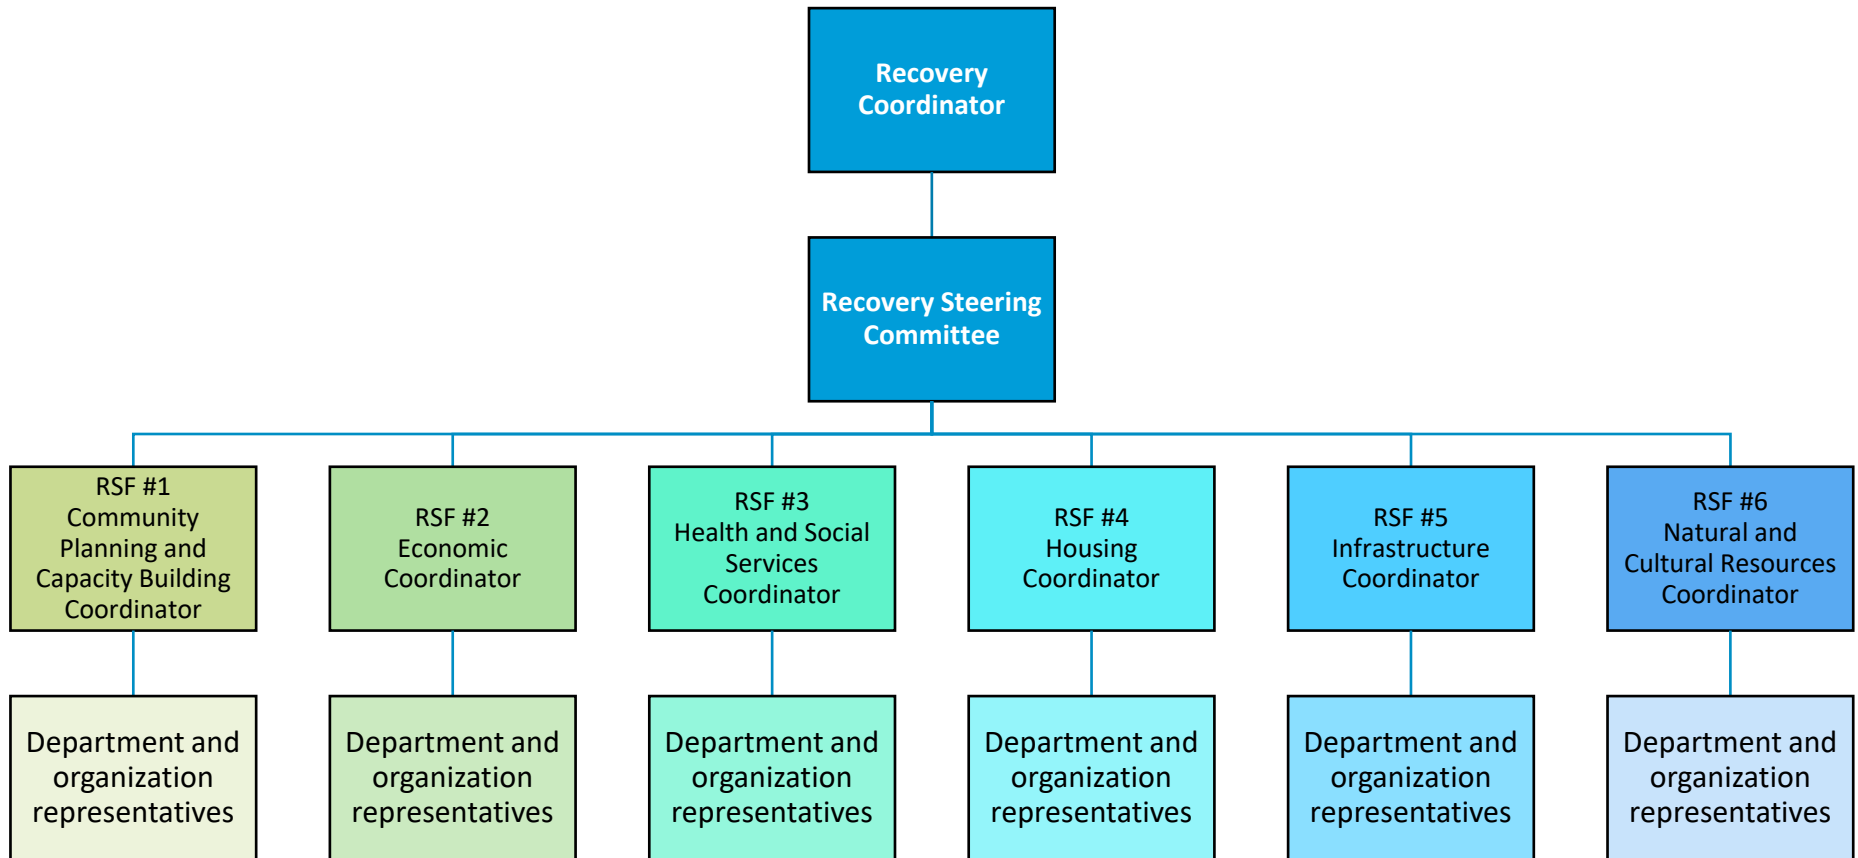 Recovery
Coordinator
Recovery Steering
Committee
RSF #1
Community
Planning and
Capacity Building
Coordinator
RSF #2
Economic
Coordinator
RSF #3
Health and Social
Services
Coordinator
RSF #4
Housing
Coordinator
RSF #5
Infrastructure
Coordinator
RSF #6
Natural and
Cultural Resources
Coordinator
Department and
organization
representatives
Department and
organization
representatives
Department and
organization
representatives
Department and
organization
representatives
Department and
organization
representatives
Department and
organization
representatives